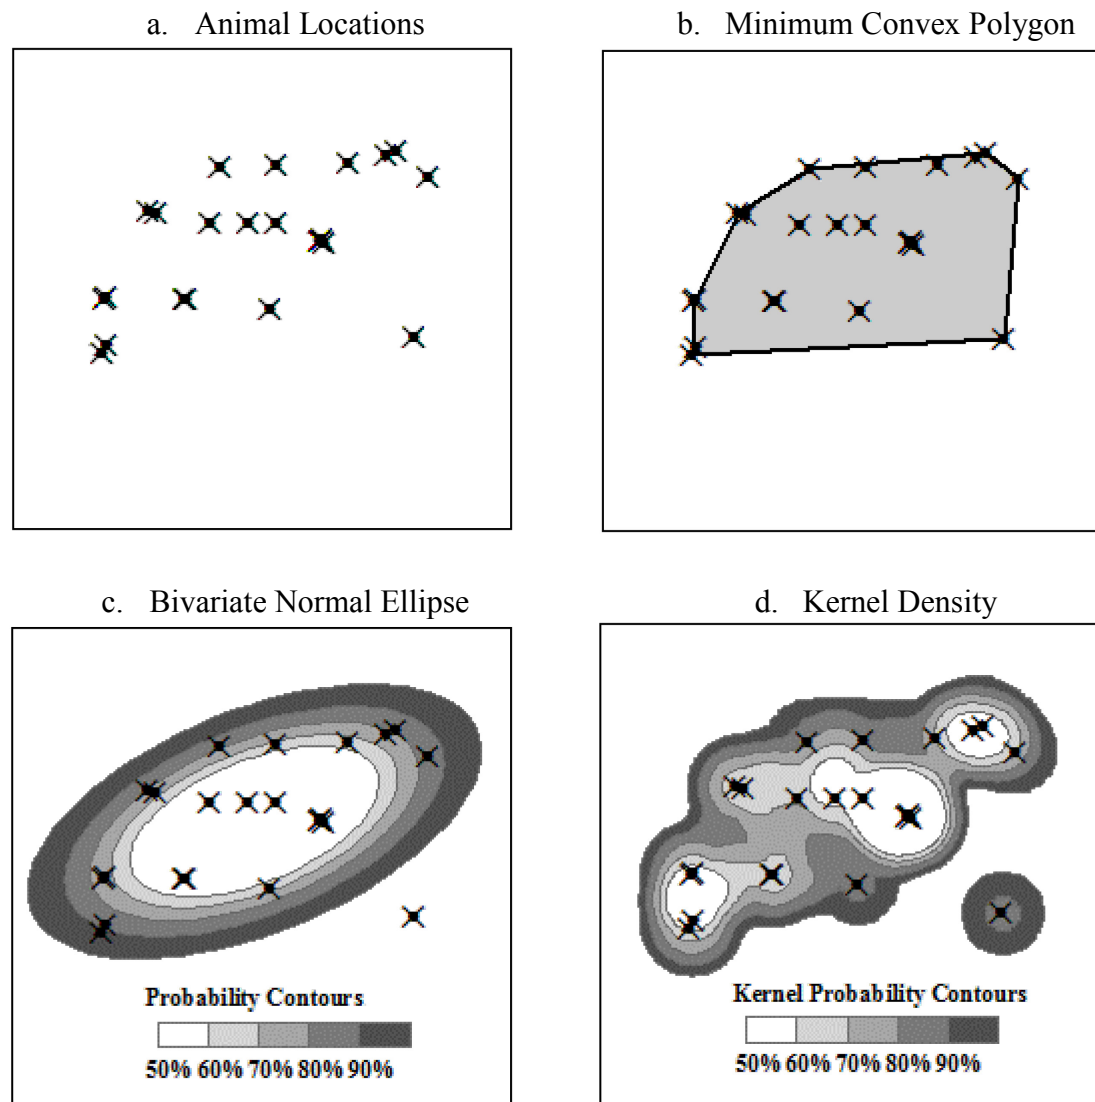 a. Animal Locations
b. Minimum Convex Polygon
c. Bivariate Normal Ellipse
d. Kernel Density
Probability Contours
50% 60% 70% 80% 90%
Kernel Probability Contours
50% 60% 70% 80% 90%